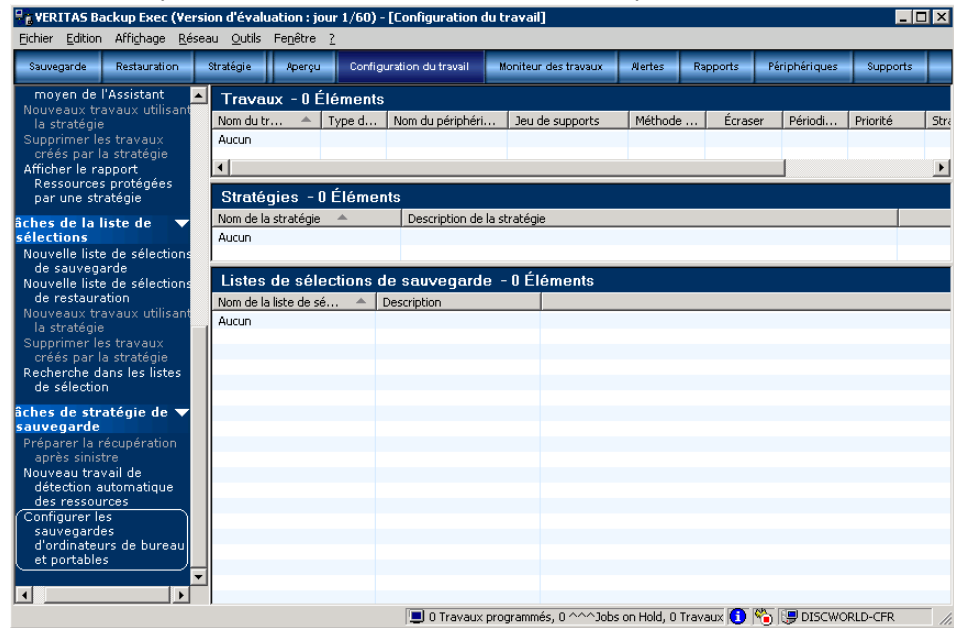 VERITAS Backup Exec (Version d'évaluation : jour 1/60) - [Configuration du travail]
Fichier Edition Affichage Réseau Outils Fenêtre ?
Sauvegarde Restauration Stratégie Aperçu Configuration du travail Moniteur des travaux Alertes Rapports Périphériques Supports
moyen de l'Assistant
Nouveaux travaux utilisant
la stratégie
Supprimer les travaux
créés par la stratégie
Afficher le rapport
Ressources protégées
par une stratégie
âches de la liste de
sélections
Nouvelle liste de sélections
de sauvegarde
Nouvelle liste de sélections
de restauration
Nouveaux travaux utilisant
la stratégie
Supprimer les travaux
créés par la stratégie
Recherche dans les listes
de sélection
âches de stratégie de
sauvegarde
Préparer la récupération
après sinistre
Nouveau travail de
détection automatique
des ressources
Configurer les
sauvegardes
d'ordinateurs de bureau
et portables
Travaux - 0 Éléments
Nom du tr... Type d... Nom du périphéri... Jeu de supports Méthode ... Écraser Périodi... Priorité Stra
Aucun
Stratégies - 0 Éléments
Nom de la stratégie Description de la stratégie
Aucun
Listes de sélections de sauvegarde - 0 Éléments
Nom de la liste de sé... Description
Aucun
0 Travaux programmés, 0 ^^^Jobs on Hold, 0 Travaux DISCWORLD-CFR